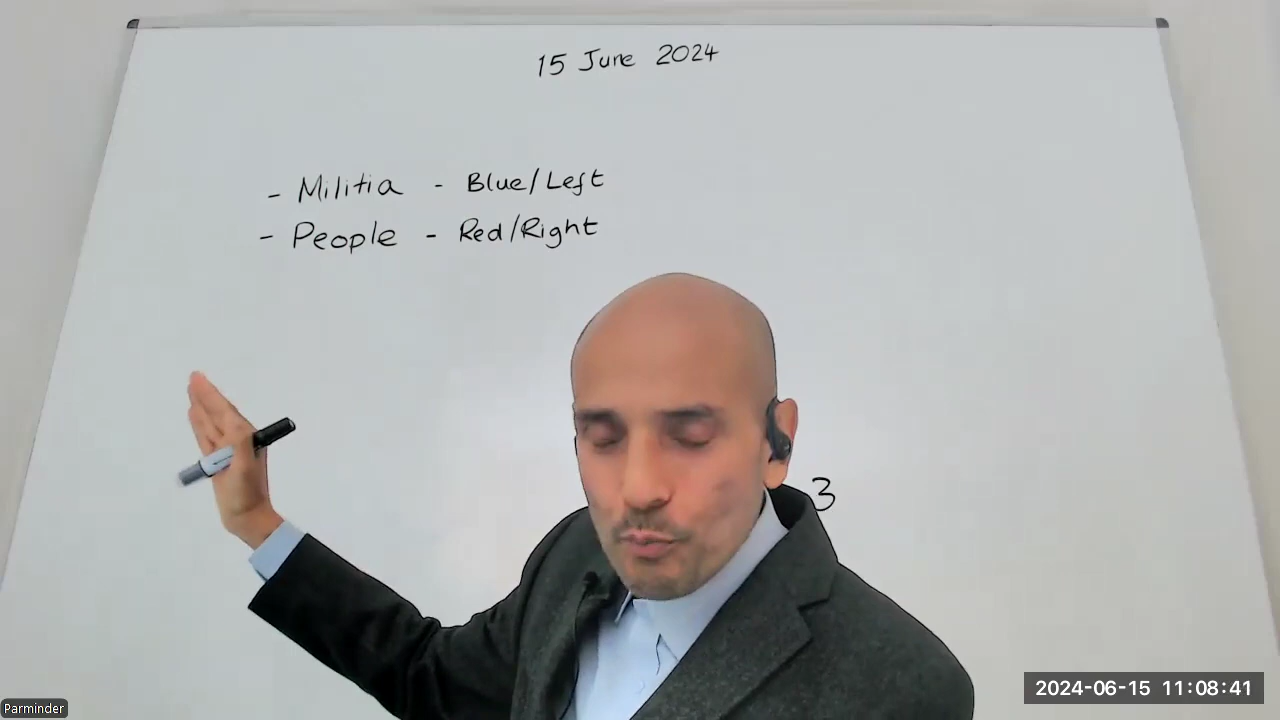 15 June 2024
- Militia - Blue/Left
- People - Red/Right
3
Parminder
2024-06-15 11:08:41